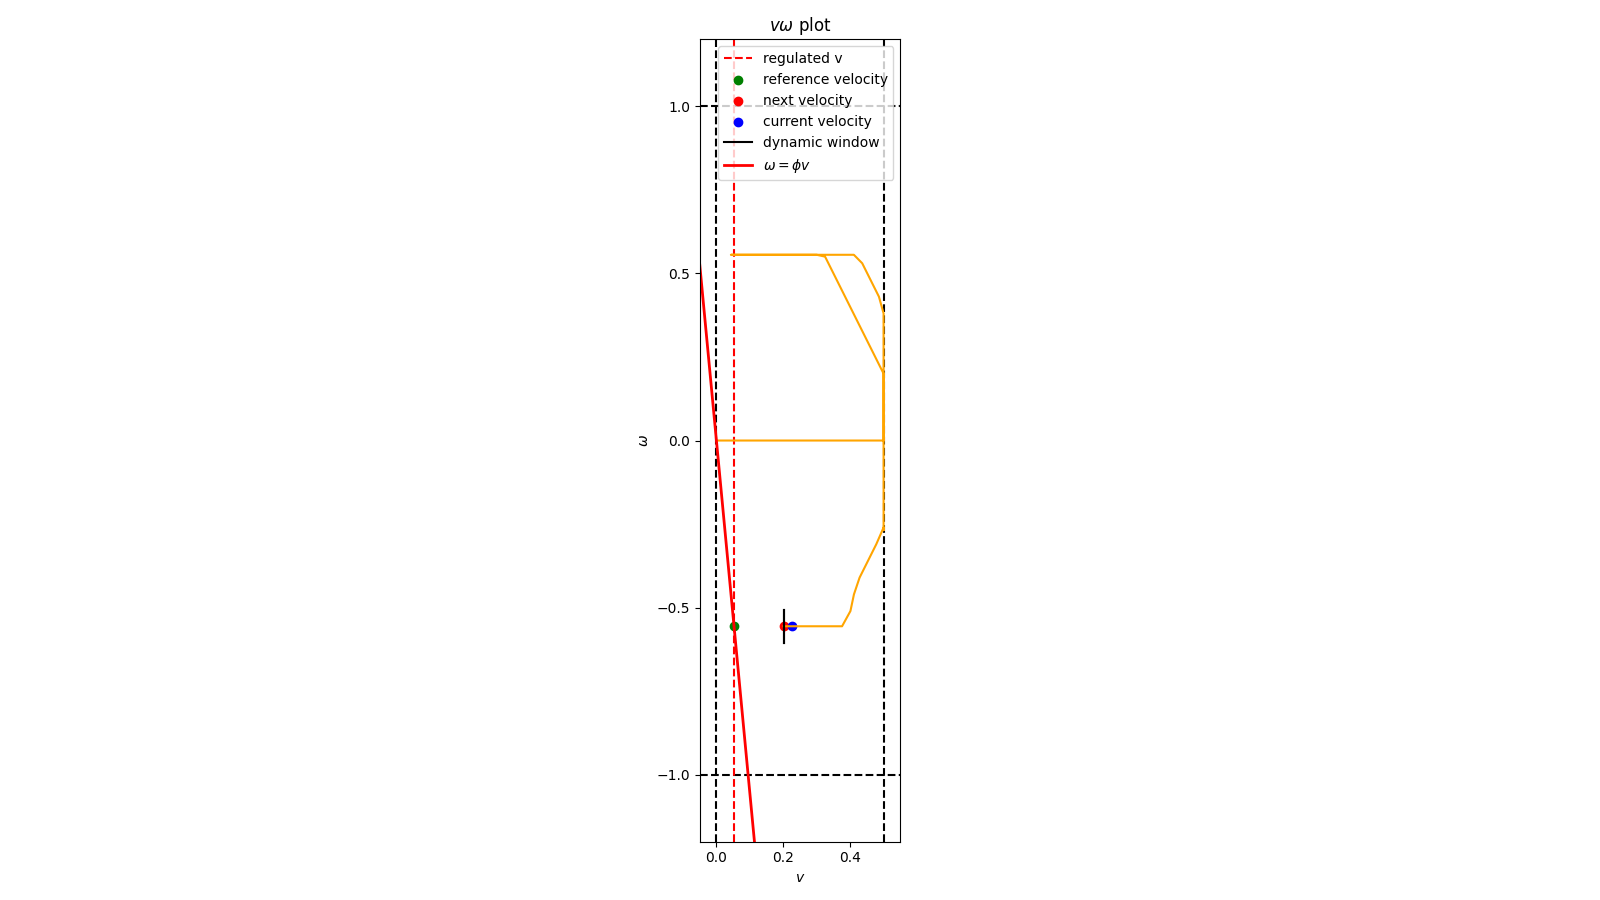 vω plot
regulated v
reference velocity
next velocity
current velocity
dynamic window
ω = ϕv
1.0
0.5
0.0
−0.5
−1.0
ω
0.0 0.2 0.4
v